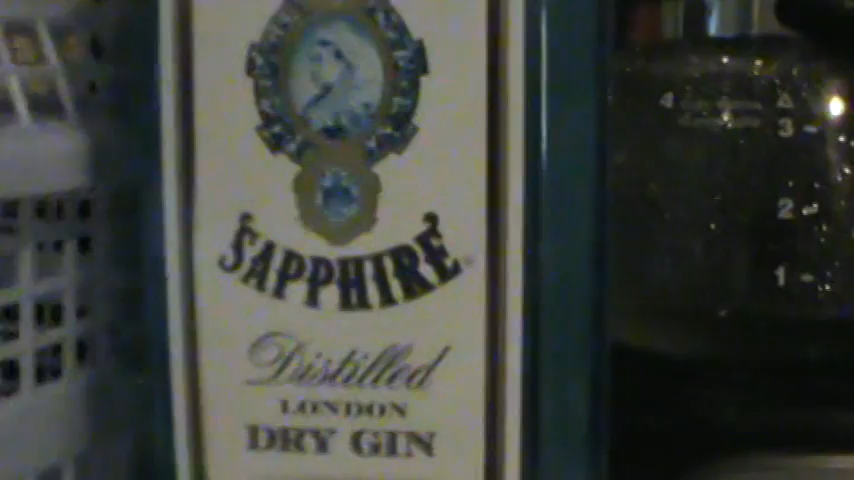 SAPPHIRE
Distilled
LONDON
DRY GIN
4
3
2
1